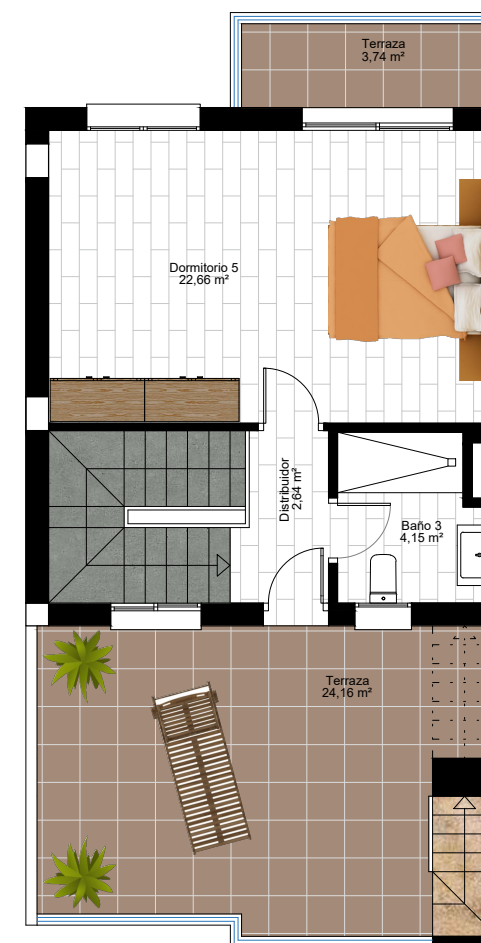 Terraza
3,74 m²
Dormitorio 5
22,66 m²
Distribuidor
2,64 m²
Baño 3
4,15 m²
Terraza
24,16 m²